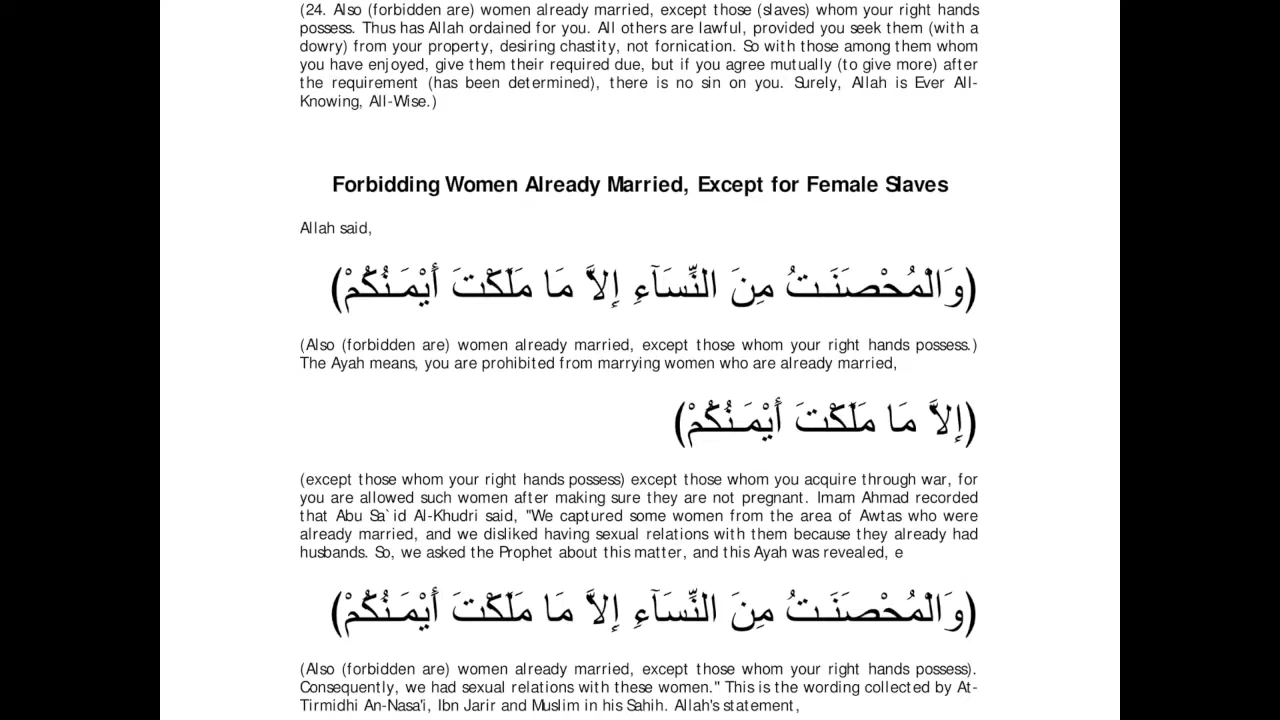 (24. Also (forbidden are) women already married, except those (slaves) whom your right hands
possess. Thus has Allah ordained for you. All others are lawful, provided you seek them (with a
dowry) from your property, desiring chastity, not fornication. So with those among them whom
you have enjoyed, give them their required due, but if you agree mutually (to give more) after
the requirement (has been determined), there is no sin on you. Surely, Allah is Ever All-
Knowing, All-Wise.)
Forbidding Women Already Married, Except for Female Slaves
Allah said,
(وَالْمُحْصَنَـتُ مِنَ النِّسَآءِ إِلاَّ مَا مَلَكْتَ أَيْمَـنُكُمْ)
(Also (forbidden are) women already married, except those whom your right hands possess.)
The Ayah means, you are prohibited from marrying women who are already married,
(إِلاَّ مَا مَلَكْتَ أَيْمَـنُكُمْ)
(except those whom your right hands possess) except those whom you acquire through war, for
you are allowed such women after making sure they are not pregnant. Imam Ahmad recorded
that Abu Sa`id Al-Khudri said, "We captured some women from the area of Awtas who were
already married, and we disliked having sexual relations with them because they already had
husbands. So, we asked the Prophet about this matter, and this Ayah was revealed, e
(وَالْمُحْصَنَـتُ مِنَ النِّسَآءِ إِلاَّ مَا مَلَكْتَ أَيْمَـنُكُمْ)
(Also (forbidden are) women already married, except those whom your right hands possess).
Consequently, we had sexual relations with these women." This is the wording collected by At-
Tirmidhi An-Nasa'i, Ibn Jarir and Muslim in his Sahih. Allah's statement,